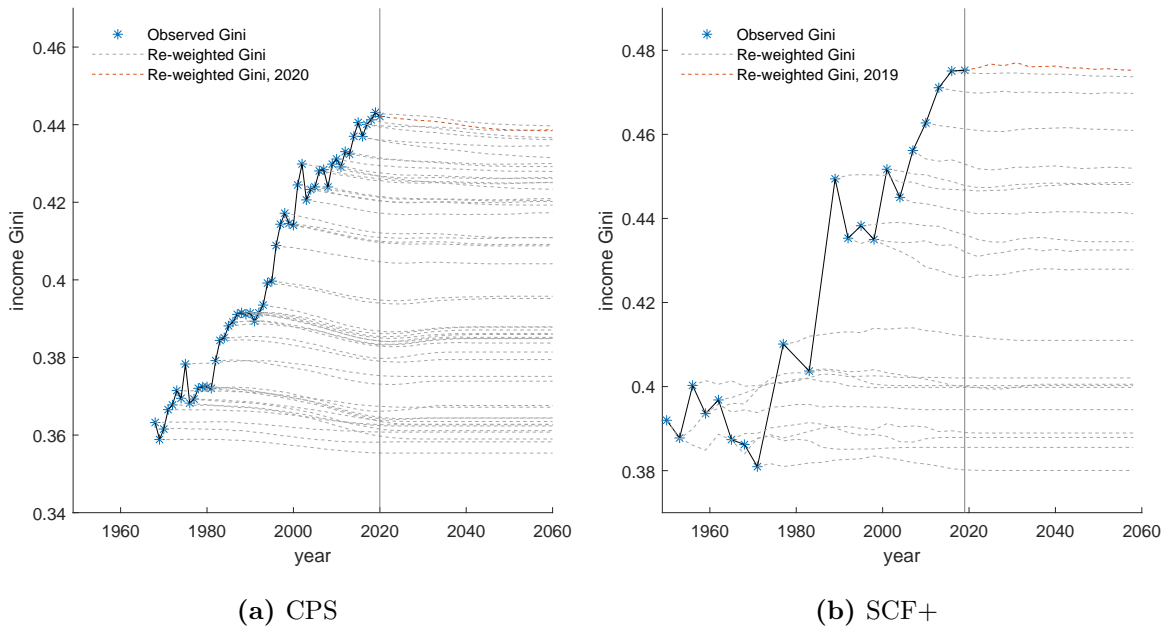 0.46
0.44
0.42
0.4
0.38
0.36
0.34
income Gini
Observed Gini
Re-weighted Gini
Re-weighted Gini, 2020
1960
1980
2000
2020
2040
2060
year
(a) CPS
0.48
0.46
0.44
0.42
0.4
0.38
income Gini
Observed Gini
Re-weighted Gini
Re-weighted Gini, 2019
1960
1980
2000
2020
2040
2060
year
(b) SCF+